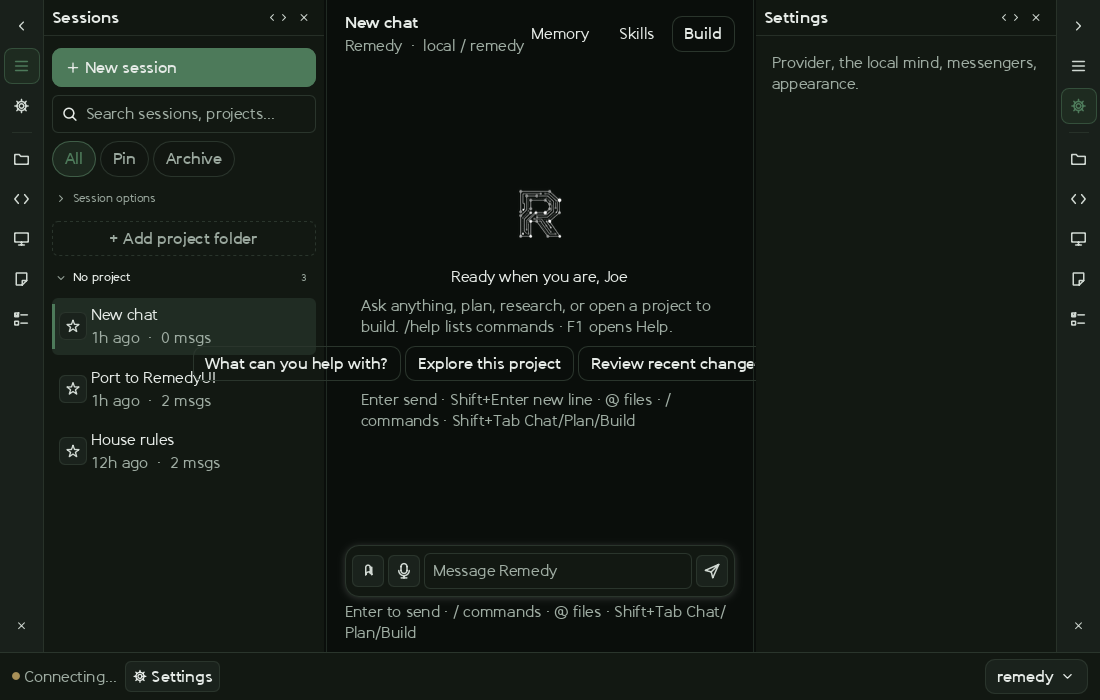 Sessions
+ New session
Search sessions, projects...
All
Pin
Archive
Session options
+ Add project folder
No project
3
New chat
1h ago · 0 msgs
Port to RemedyU!
1h ago · 2 msgs
House rules
12h ago · 2 msgs
New chat
Remedy · local / remedy
Memory
Skills
Build
Ready when you are, Joe
Ask anything, plan, research, or open a project to
build. /help lists commands · F1 opens Help.
What can you help with?
Explore this project
Review recent change
Enter send · Shift+Enter new line · @ files · /
commands · Shift+Tab Chat/Plan/Build
Message Remedy
Enter to send · / commands · @ files · Shift+Tab Chat/
Plan/Build
Settings
Provider, the local mind, messengers,
appearance.
Connecting...
Settings
remedy